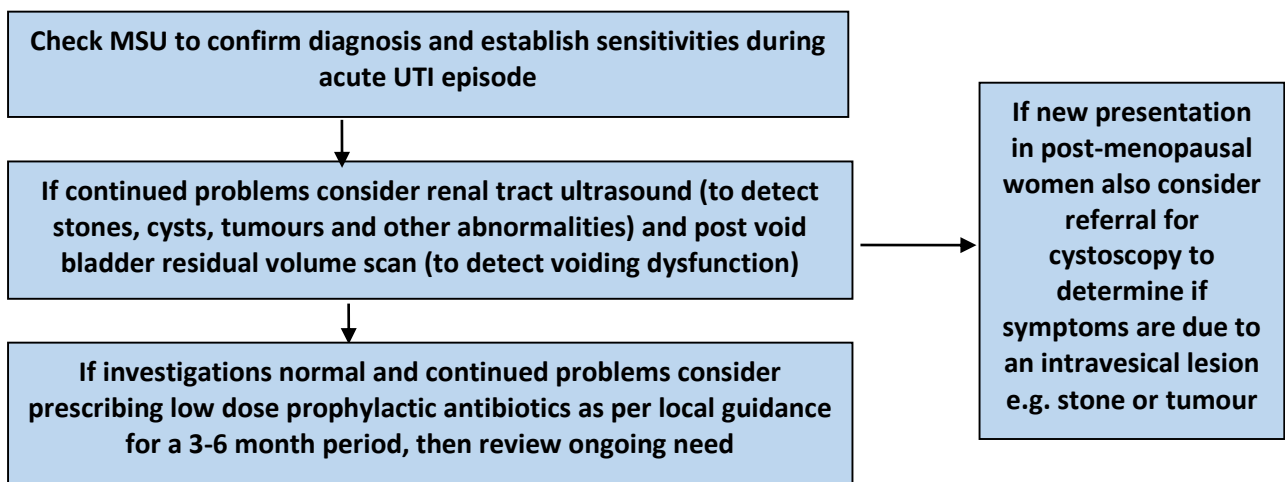 Check MSU to confirm diagnosis and establish sensitivities during
acute UTI episode
If continued problems consider renal tract ultrasound (to detect
stones, cysts, tumours and other abnormalities) and post void
bladder residual volume scan (to detect voiding dysfunction)
If new presentation
in post-menopausal
women also consider
referral for
cystoscopy to
determine if
symptoms are due to
an intravesical lesion
e.g. stone or tumour
If investigations normal and continued problems consider
prescribing low dose prophylactic antibiotics as per local guidance
for a 3-6 month period, then review ongoing need